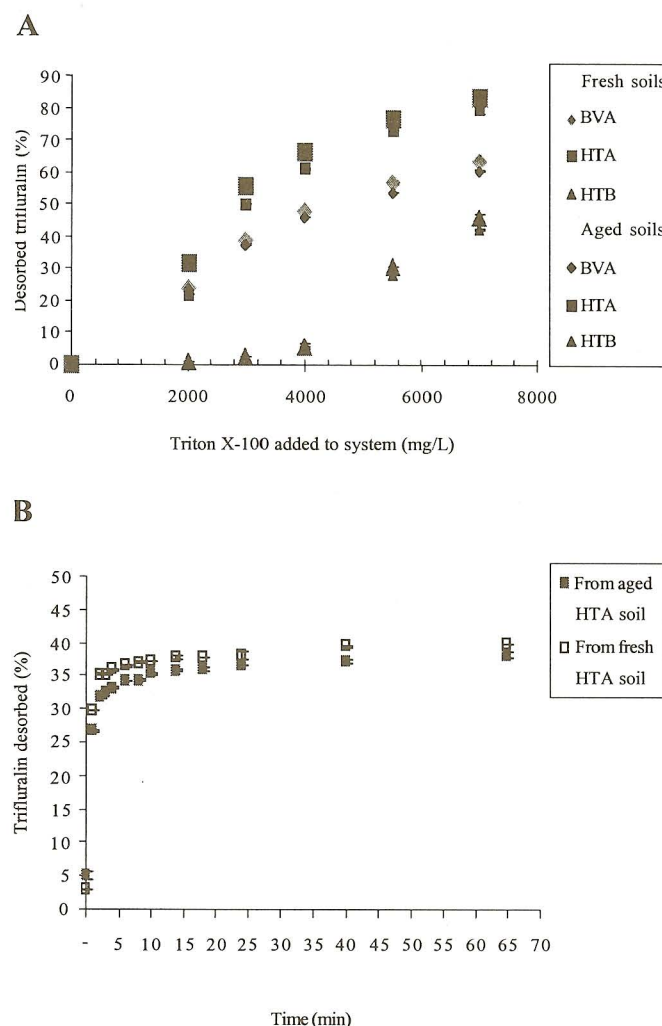 A
Desorbed trifluralin (%)
90
80
70
60
50
40
30
20
10
0
0 2000 4000 6000 8000
Triton X-100 added to system (mg/L)
Fresh soils
BVA
HTA
HTB
Aged soils
BVA
HTA
HTB
B
Trifluralin desorbed (%)
50
45
40
35
30
25
20
15
10
5
0
- 5 10 15 20 25 30 35 40 45 50 55 60 65 70
Time (min)
From aged
HTA soil
From fresh
HTA soil